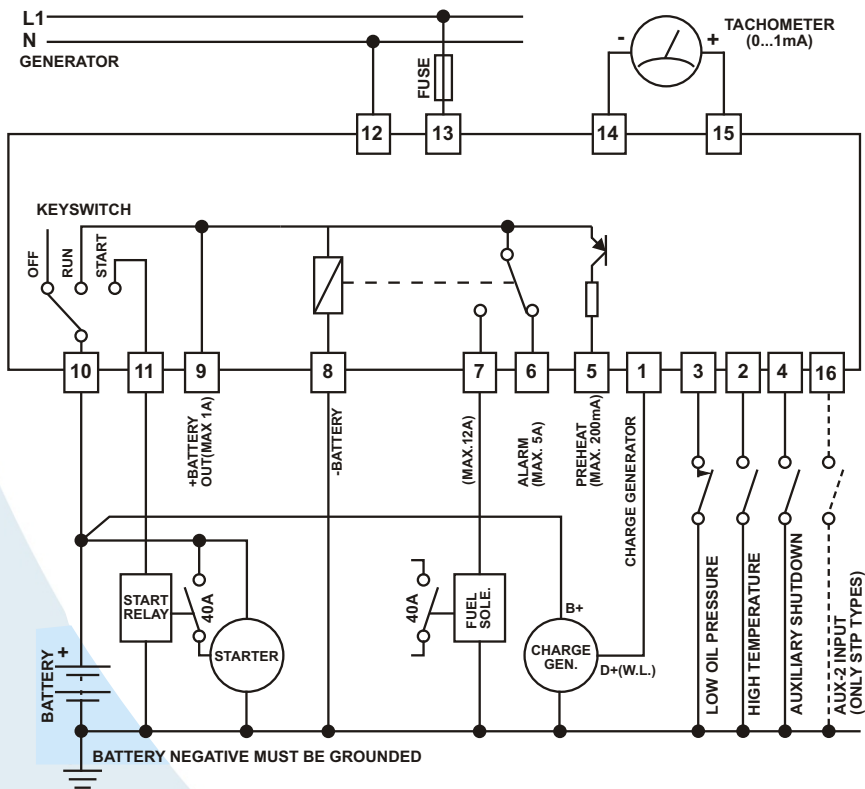 L1
N
GENERATOR
FUSE
-
+
TACHOMETER
(0...1mA)
12
13
14
15
KEYSWITCH
OFF
RUN
START
10
11
9
8
7
6
5
1
3
2
4
16
+BATTERY
OUT(MAX 1A)
-BATTERY
(MAX.12A)
ALARM
(MAX. 5A)
PREHEAT
(MAX. 200mA)
CHARGE GENERATOR
START
RELAY
40A
STARTER
40A
FUEL
SOLE.
B+
CHARGE
GEN.
D+(W.L.)
LOW OIL PRESSURE
HIGH TEMPERATURE
AUXILIARY SHUTDOWN
AUX-2 INPUT
(ONLY STP TYPES)
BATTERY
+
BATTERY NEGATIVE MUST BE GROUNDED